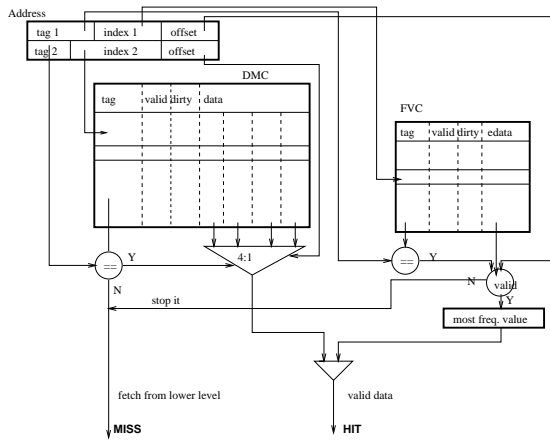 Address
tag 1 index 1 offset
tag 2 index 2 offset
DMC
tag valid dirty data
FVC
tag valid dirty edata
== Y 4:1
N
== Y
N valid
Y
stop it
most freq. value
fetch from lower level
valid data
MISS
HIT